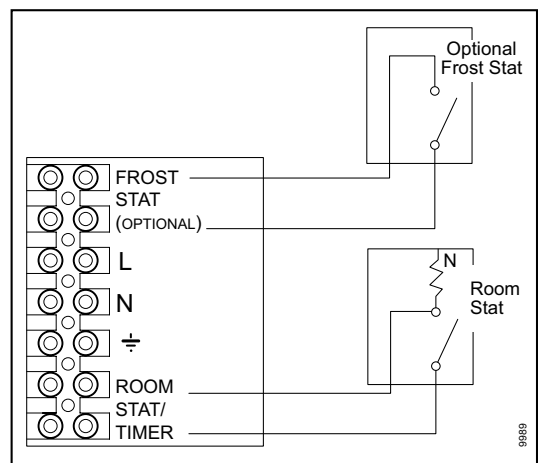 Optional
Frost Stat
FROST
STAT
(OPTIONAL)
L
N
N
Room
Stat
ROOM
STAT/
TIMER
9989